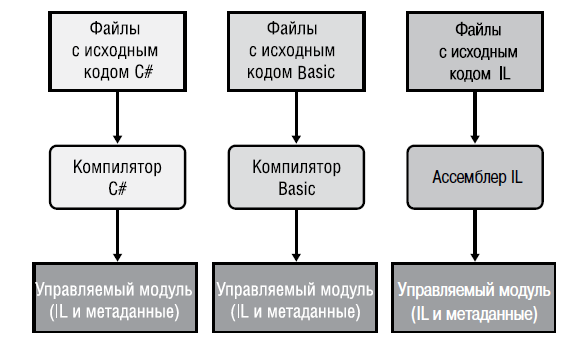 Файлы
с исходным
кодом C#
Файлы
с исходным
кодом Basic
Файлы
с исходным
кодом IL
Компилятор
C#
Компилятор
Basic
Ассемблер IL
Управляемый модуль
(IL и метаданные)
Управляемый модуль
(IL и метаданные)
Управляемый модуль
(IL и метаданные)